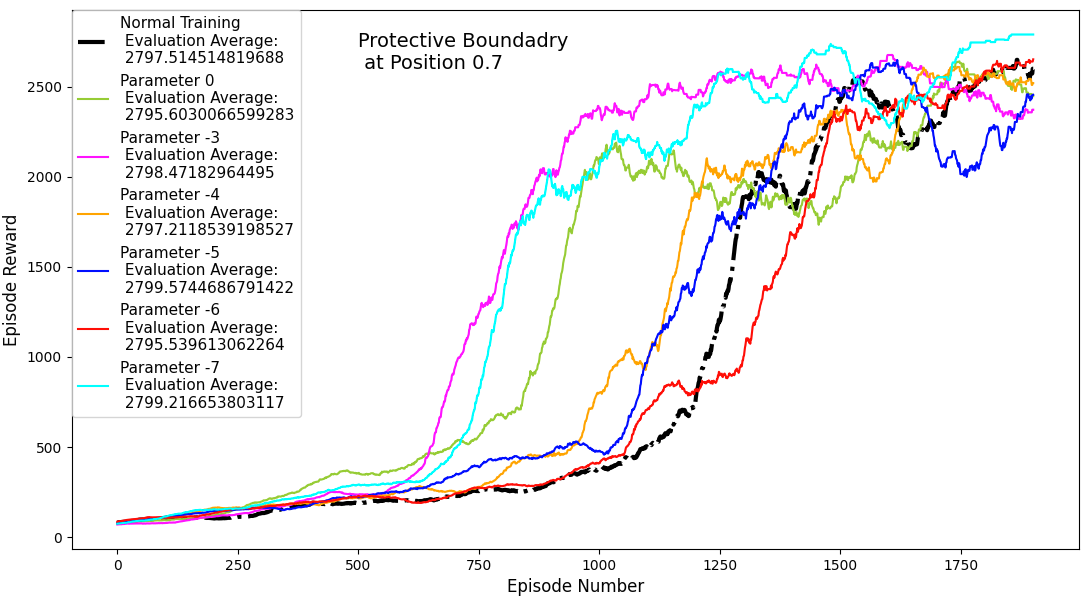 Protective Boundadry
at Position 0.7
Normal Training
Evaluation Average:
2797.514514819688
Parameter 0
Evaluation Average:
2795.6030066599283
Parameter -3
Evaluation Average:
2798.47182964495
Parameter -4
Evaluation Average:
2797.2118539198527
Parameter -5
Evaluation Average:
2799.5744686791422
Parameter -6
Evaluation Average:
2795.539613062264
Parameter -7
Evaluation Average:
2799.216653803117
Episode Reward
2500
2000
1500
1000
500
0
0 250 500 750 1000 1250 1500 1750
Episode Number